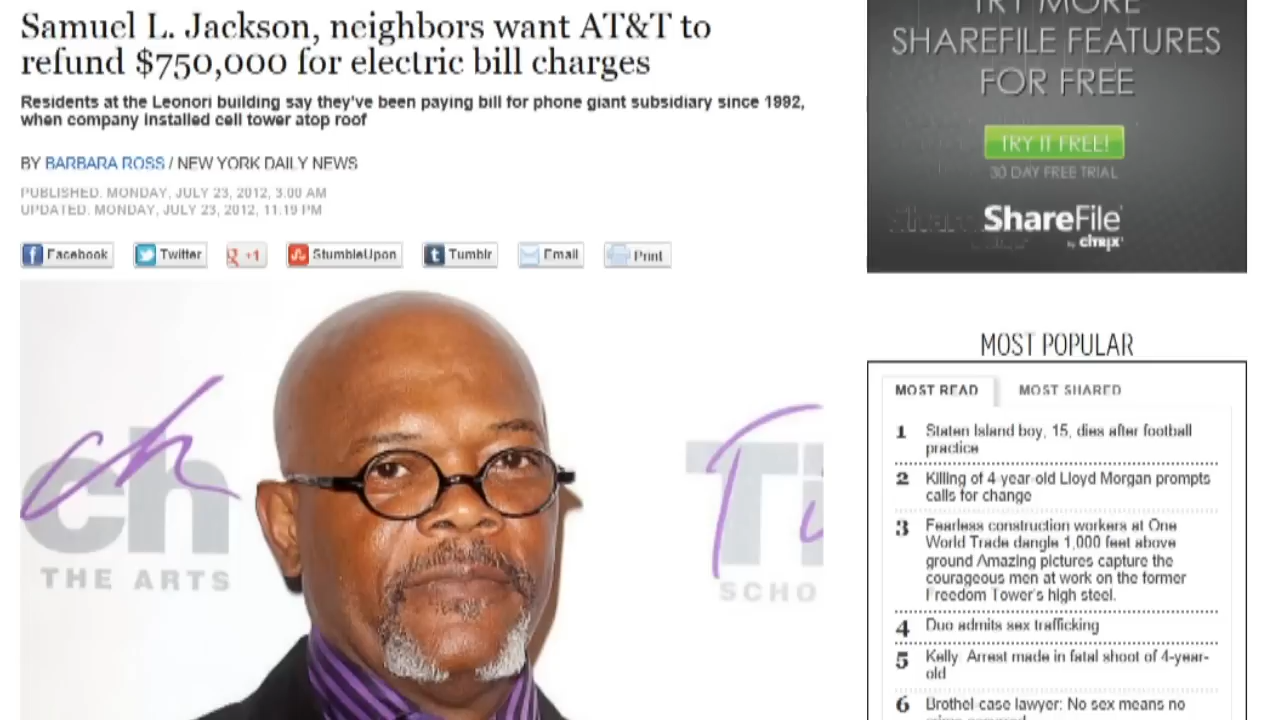 Samuel L. Jackson, neighbors want AT&T to
refund $750,000 for electric bill charges
Residents at the Leonori building say they've been paying bill for phone giant subsidiary since 1992,
when company installed cell tower atop roof
BY BARBARA ROSS / NEW YORK DAILY NEWS
PUBLISHED: MONDAY, JULY 23, 2012, 3:00 AM
UPDATED: MONDAY, JULY 23, 2012, 11:19 PM
Facebook
Twitter
+1
StumbleUpon
Tumblr
Email
Print
ch
THE ARTS
Ti
SCHO
TRY MORE
SHAREFILE FEATURES
FOR FREE
TRY IT FREE!
30 DAY FREE TRIAL
ShareFile
by citrix
MOST POPULAR
MOST READ
MOST SHARED
1 Staten Island boy, 15, dies after football
practice
2 Killing of 4 year old Lloyd Morgan prompts
calls for change
3 Fearless construction workers at One
World Trade dangle 1,000 feet above
ground Amazing pictures capture the
courageous men at work on the former
Freedom Tower's high steel.
4 Duo admits sex trafficking
5 Kelly: Arrest made in fatal shoot of 4-year-
old
6 Brothel case lawyer: No sex means no